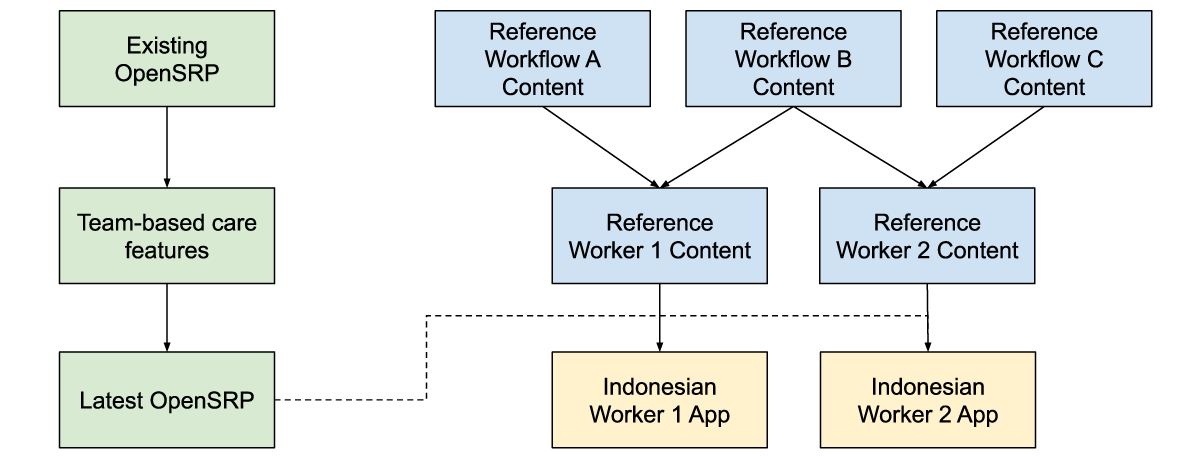 Existing
OpenSRP
Reference
Workflow A
Content
Reference
Workflow B
Content
Reference
Workflow C
Content
Team-based care
features
Reference
Worker 1 Content
Reference
Worker 2 Content
Latest OpenSRP
Indonesian
Worker 1 App
Indonesian
Worker 2 App